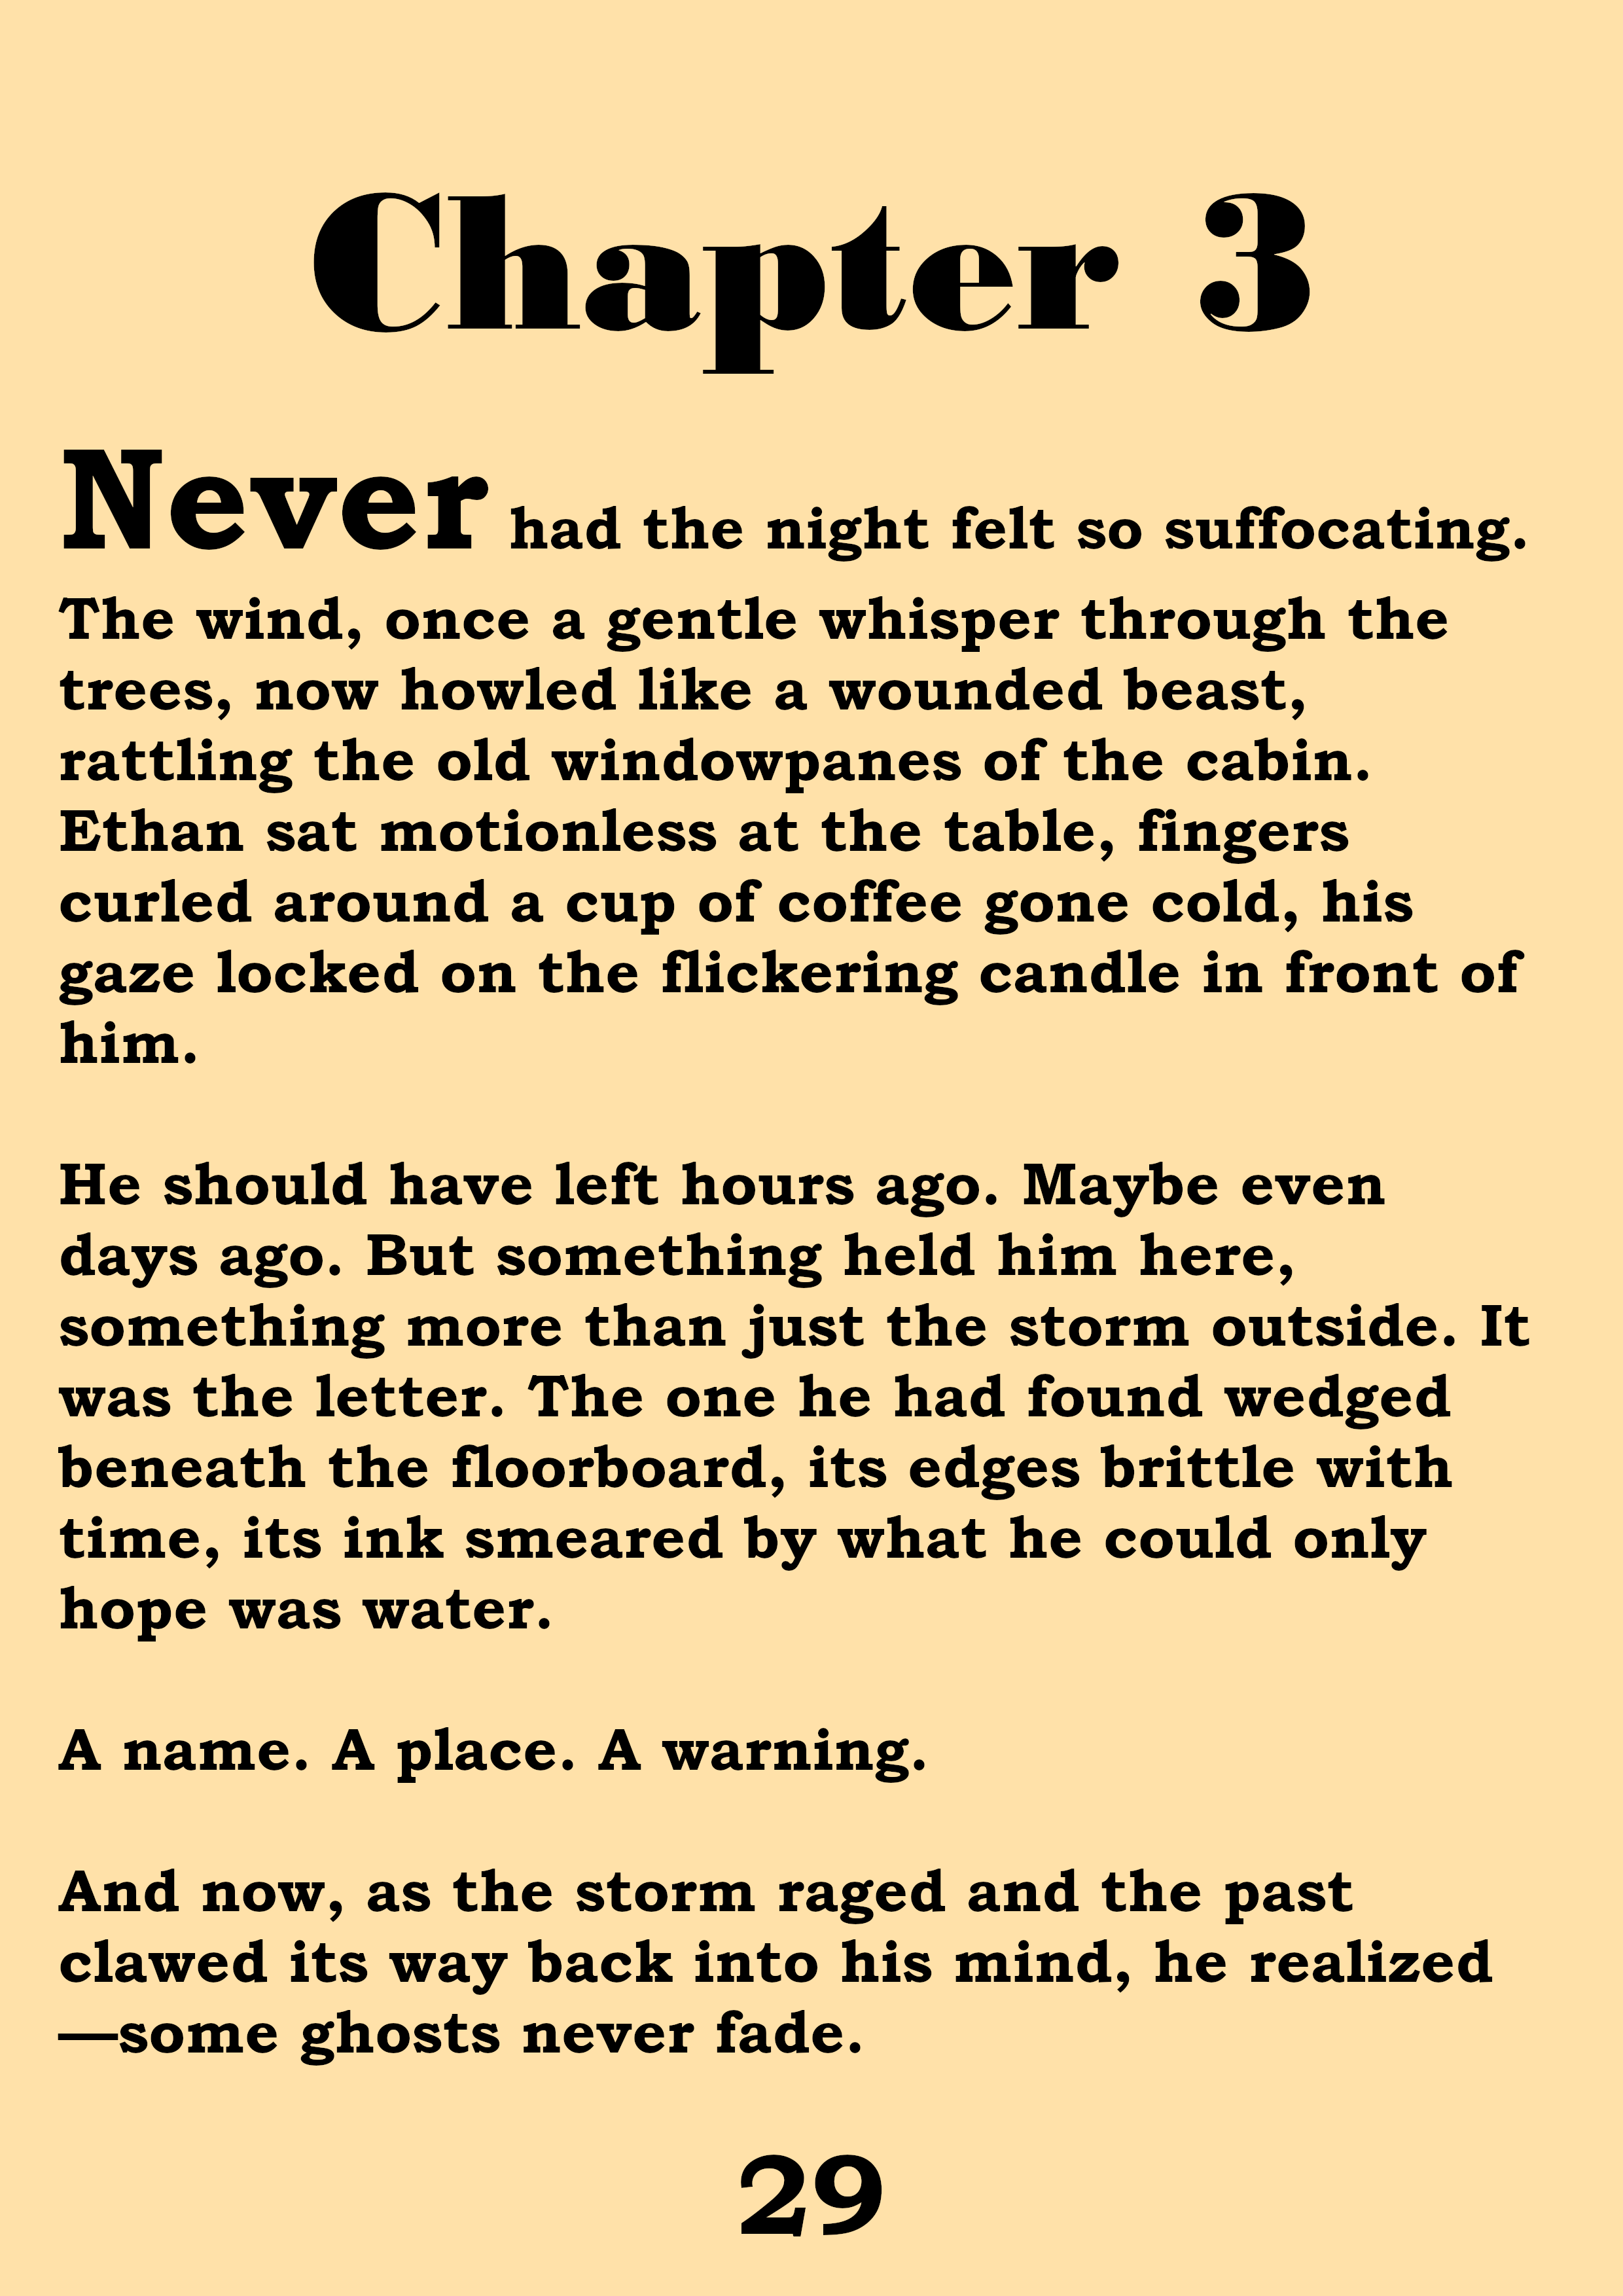 Chapter 3
Never had the night felt so suffocating.
The wind, once a gentle whisper through the
trees, now howled like a wounded beast,
rattling the old windowpanes of the cabin.
Ethan sat motionless at the table, fingers
curled around a cup of coffee gone cold, his
gaze locked on the flickering candle in front of
him.
He should have left hours ago. Maybe even
days ago. But something held him here,
something more than just the storm outside. It
was the letter. The one he had found wedged
beneath the floorboard, its edges brittle with
time, its ink smeared by what he could only
hope was water.
A name. A place. A warning.
And now, as the storm raged and the past
clawed its way back into his mind, he realized
—some ghosts never fade.
29